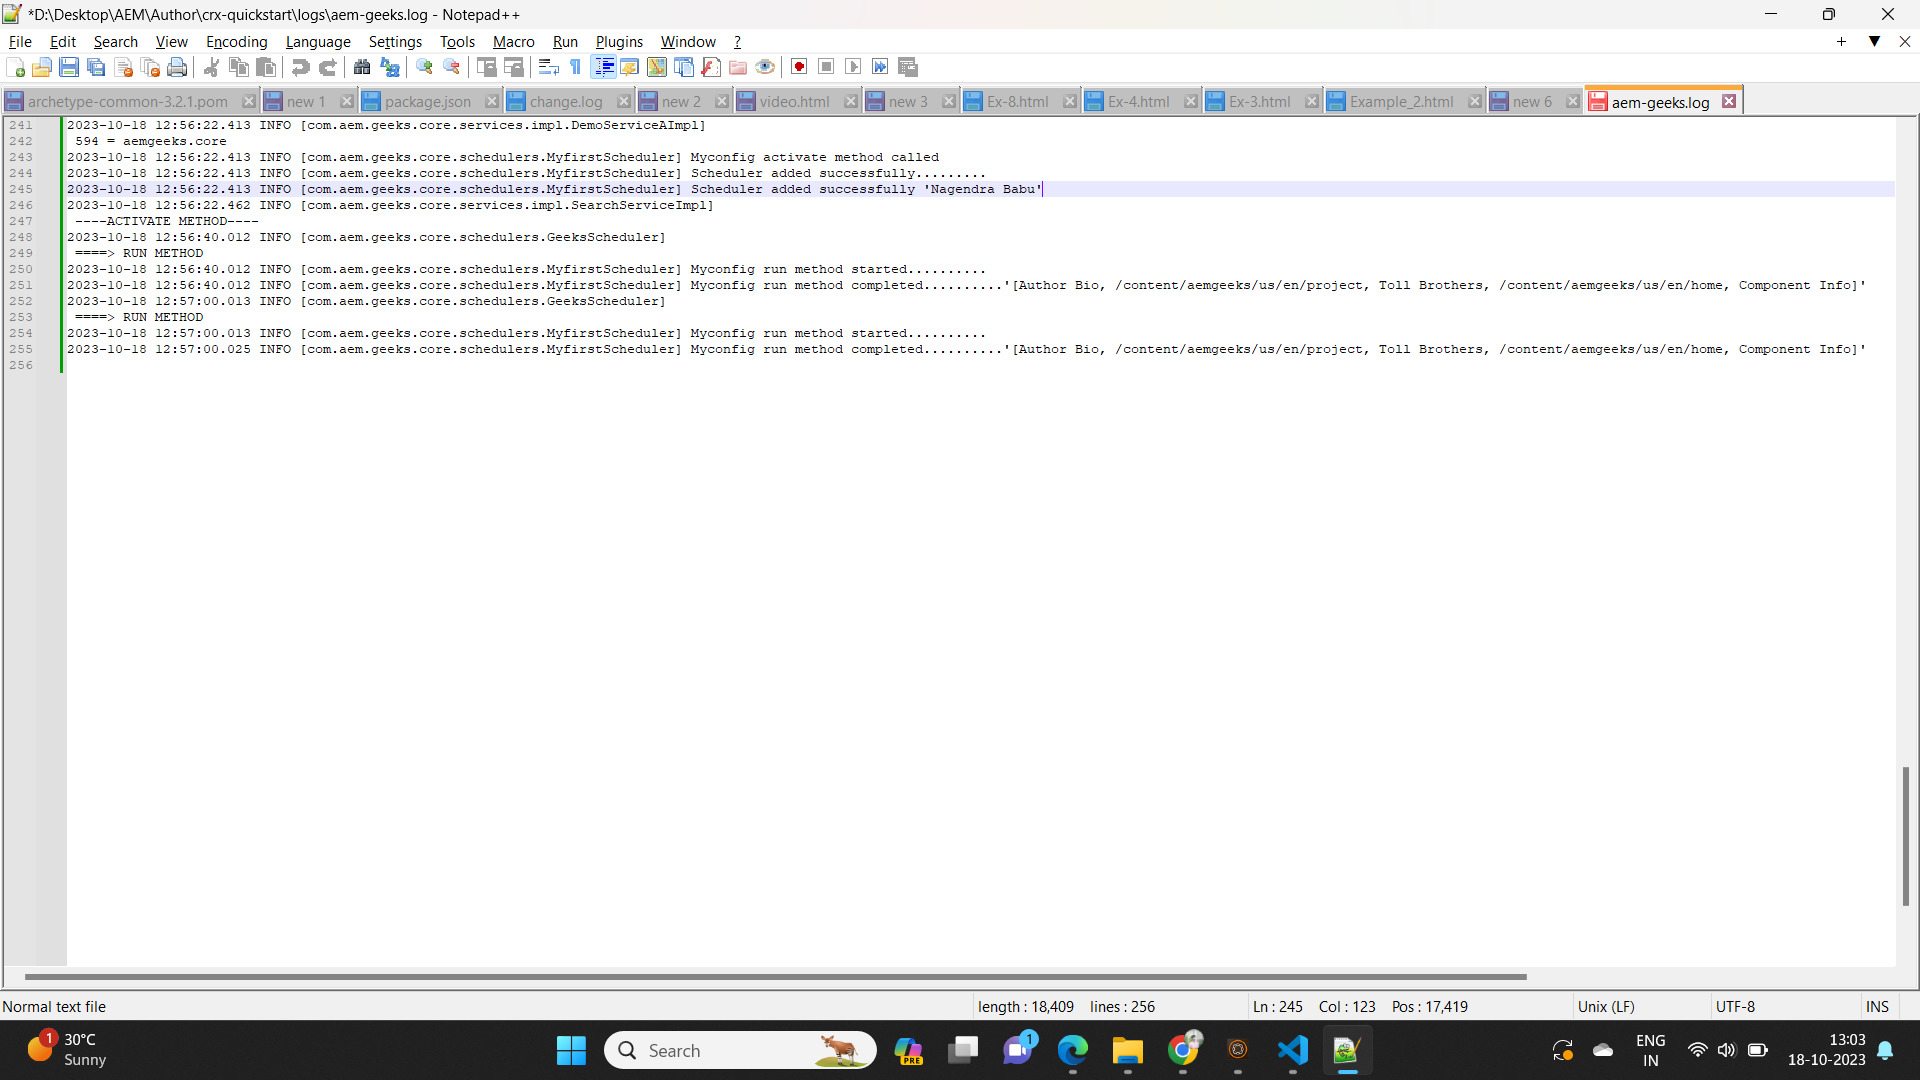 *D:\Desktop\AEM\Author\crx-quickstart\logs\aem-geeks.log - Notepad++
File Edit Search View Encoding Language Settings Tools Macro Run Plugins Window ?
archetype-common-3.2.1.pom new 1 package.json change.log new 2 video.html new 3 Ex-8.html Ex-4.html Ex-3.html Example_2.html new 6 aem-geeks.log
241 2023-10-18 12:56:22.413 INFO [com.aem.geeks.core.services.impl.DemoServiceAImpl]
242  594 = aemgeeks.core
243 2023-10-18 12:56:22.413 INFO [com.aem.geeks.core.schedulers.MyfirstScheduler] Myconfig activate method called
244 2023-10-18 12:56:22.413 INFO [com.aem.geeks.core.schedulers.MyfirstScheduler] Scheduler added successfully.........
245 2023-10-18 12:56:22.413 INFO [com.aem.geeks.core.schedulers.MyfirstScheduler] Scheduler added successfully 'Nagendra Babu'
246 2023-10-18 12:56:22.462 INFO [com.aem.geeks.core.services.impl.SearchServiceImpl]
247  ----ACTIVATE METHOD----
248 2023-10-18 12:56:40.012 INFO [com.aem.geeks.core.schedulers.GeeksScheduler]
249  ====> RUN METHOD
250 2023-10-18 12:56:40.012 INFO [com.aem.geeks.core.schedulers.MyfirstScheduler] Myconfig run method started..........
251 2023-10-18 12:56:40.012 INFO [com.aem.geeks.core.schedulers.MyfirstScheduler] Myconfig run method completed..........'[Author Bio, /content/aemgeeks/us/en/project, Toll Brothers, /content/aemgeeks/us/en/home, Component Info]'
252 2023-10-18 12:57:00.013 INFO [com.aem.geeks.core.schedulers.GeeksScheduler]
253  ====> RUN METHOD
254 2023-10-18 12:57:00.013 INFO [com.aem.geeks.core.schedulers.MyfirstScheduler] Myconfig run method started..........
255 2023-10-18 12:57:00.025 INFO [com.aem.geeks.core.schedulers.MyfirstScheduler] Myconfig run method completed..........'[Author Bio, /content/aemgeeks/us/en/project, Toll Brothers, /content/aemgeeks/us/en/home, Component Info]'
256
Normal text file length : 18,409 lines : 256 Ln : 245 Col : 123 Pos : 17,419 Unix (LF) UTF-8 INS
1 30°C Search PRE 1 ENG 13:03
Sunny IN 18-10-2023